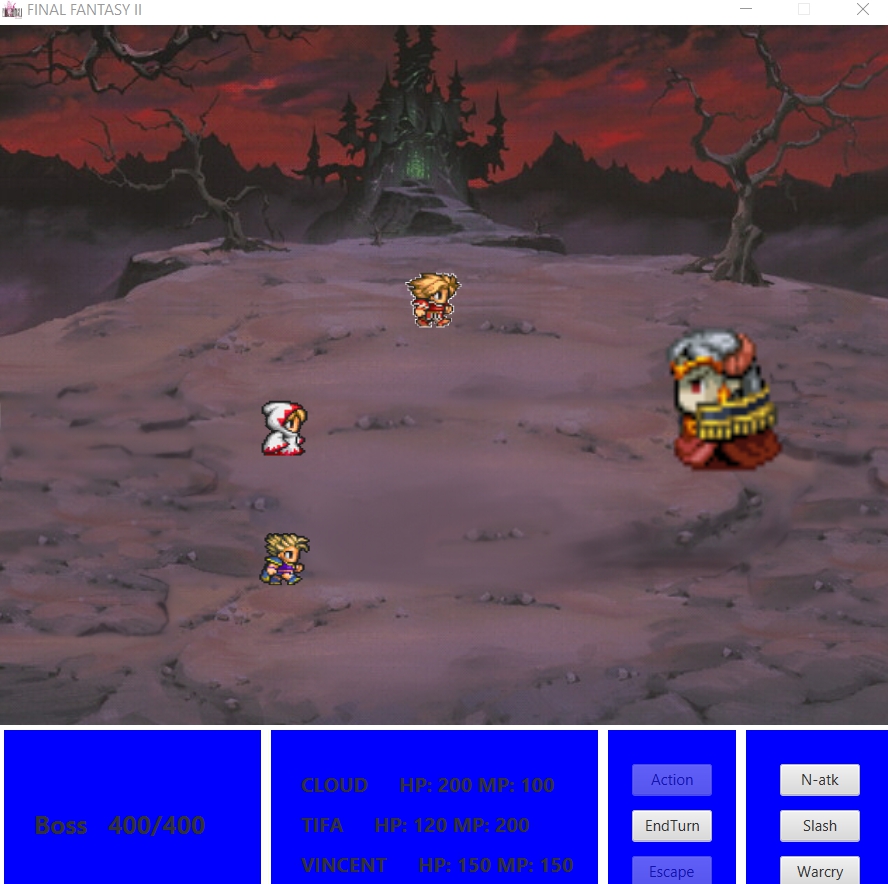 FINAL FANTASY II
Boss 400/400
CLOUD HP: 200 MP: 100
TIFA HP: 120 MP: 200
VINCENT HP: 150 MP: 150
Action
EndTurn
Escape
N-atk
Slash
Warcry